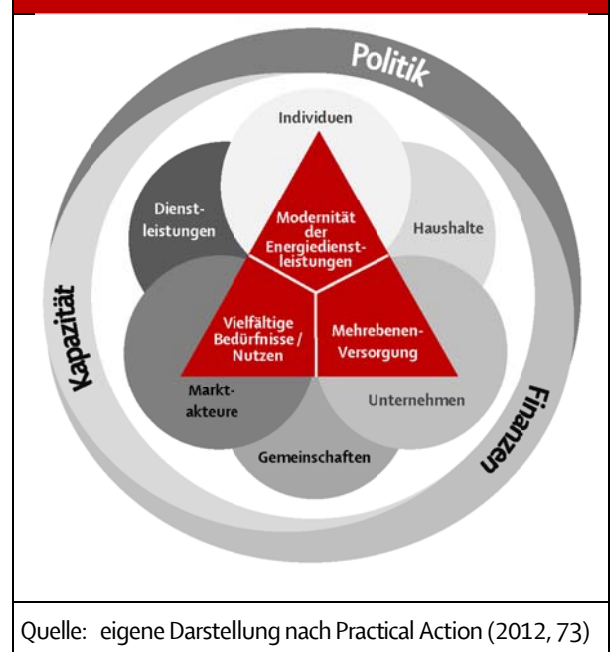 Politik
Individuen
Dienst-
leistungen
Modernität
der
Energiedienst-
leistungen
Haushalte
Kapazität
Vielfältige
Bedürfnisse /
Nutzen
Mehrebenen-
Versorgung
Markt-
akteure
Unternehmen
Finanzen
Gemeinschaften
Quelle: eigene Darstellung nach Practical Action (2012, 73)